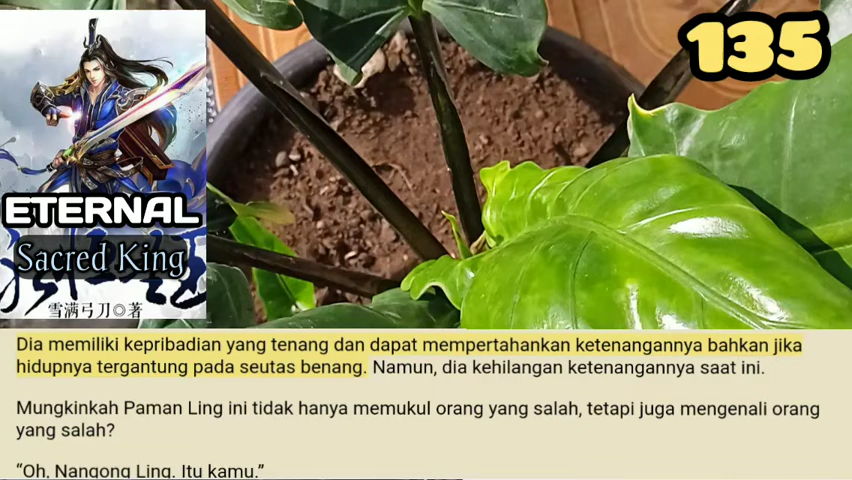 135
ETERNAL
Sacred King
雪满弓刀◎著
Dia memiliki kepribadian yang tenang dan dapat mempertahankan ketenangannya bahkan jika
hidupnya tergantung pada seutas benang. Namun, dia kehilangan ketenangannya saat ini.
Mungkinkah Paman Ling ini tidak hanya memukul orang yang salah, tetapi juga mengenali orang
yang salah?
“Oh, Nangong Ling. Itu kamu.”